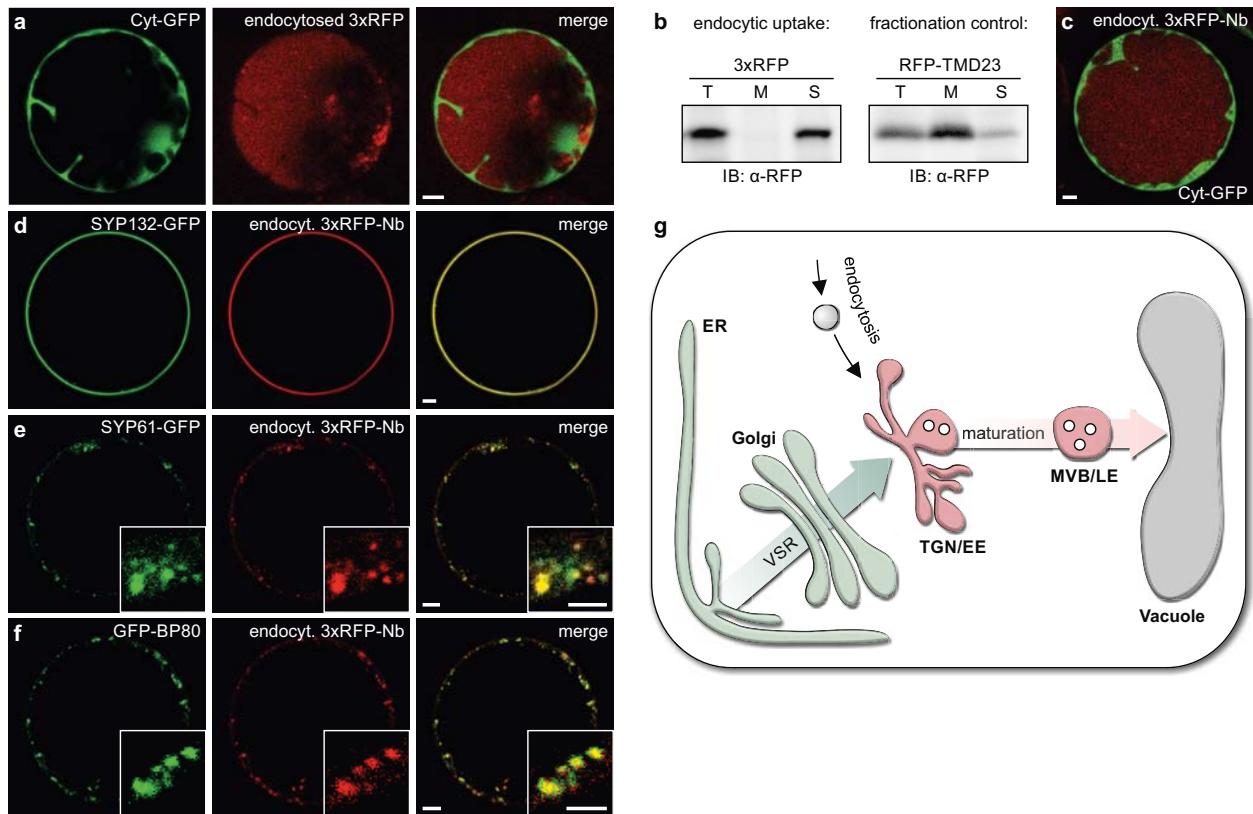 a
Cyt-GFP
endocytosed 3xRFP
merge
b
endocytic uptake:
fractionation control:
3xRFP
RFP-TMD23
T M S
T M S
IB: α-RFP
IB: α-RFP
c
endocyt. 3xRFP-Nb
Cyt-GFP
d
SYP132-GFP
endocyt. 3xRFP-Nb
merge
e
SYP61-GFP
endocyt. 3xRFP-Nb
merge
f
GFP-BP80
endocyt. 3xRFP-Nb
merge
g
endocytosis
ER
Golgi
VSR
maturation
MVB/LE
TGN/EE
Vacuole